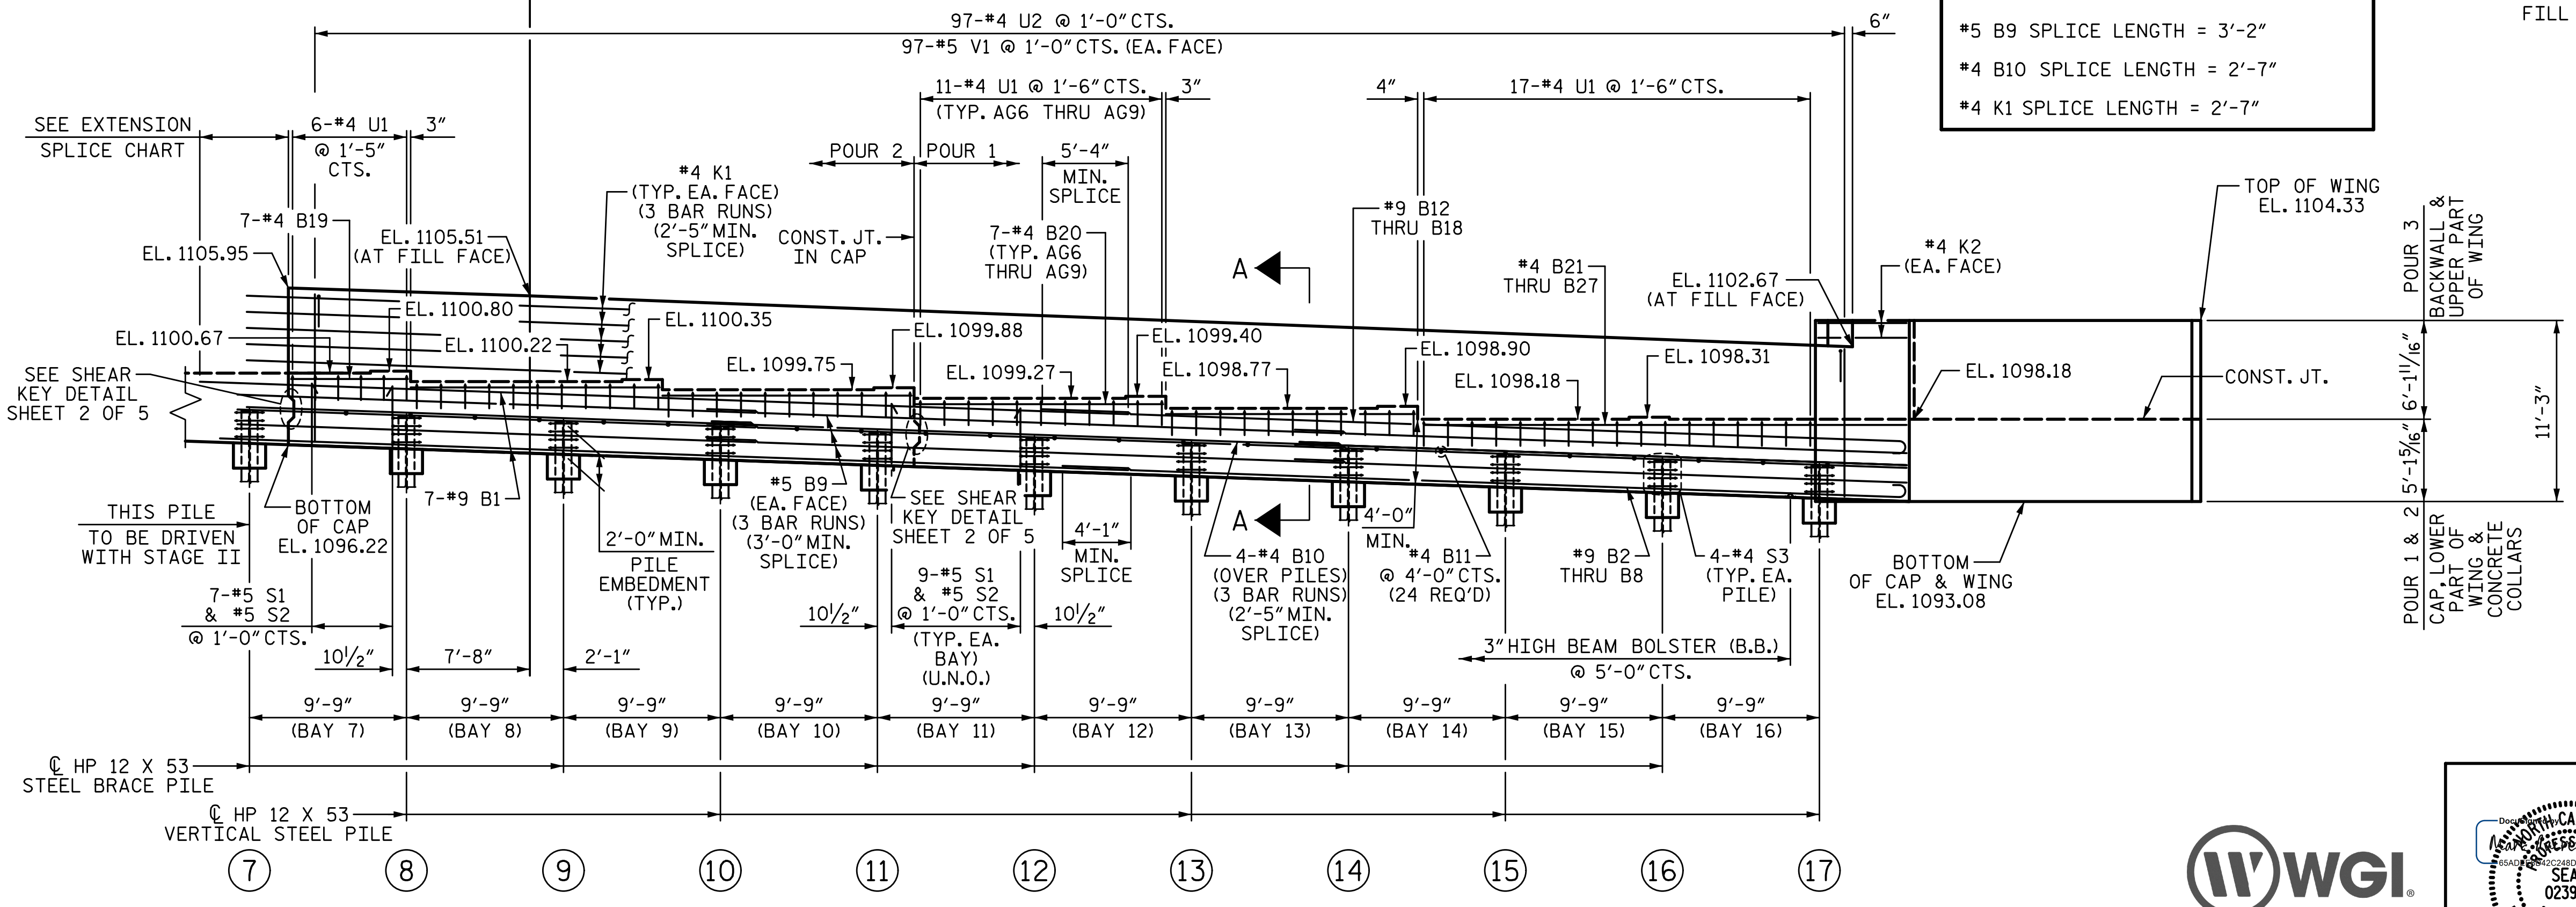 97-#4 U2 @ 1'-0" CTS.
97-#5 V1 @ 1'-0" CTS. (EA. FACE)
6"
#5 B9 SPLICE LENGTH = 3'-2"
#4 B10 SPLICE LENGTH = 2'-7"
#4 K1 SPLICE LENGTH = 2'-7"
FILL
11-#4 U1 @ 1'-6" CTS.
(TYP. AG6 THRU AG9)
3"
4"
17-#4 U1 @ 1'-6" CTS.
SEE EXTENSION
SPLICE CHART
6-#4 U1
@ 1'-5"
CTS.
3"
POUR 2
POUR 1
5'-4"
MIN.
SPLICE
#4 K1
(TYP. EA. FACE)
(3 BAR RUNS)
(2'-5" MIN.
SPLICE)
7-#4 B19
EL. 1105.51
(AT FILL FACE)
EL. 1105.95
CONST. JT.
IN CAP
7-#4 B20
(TYP. AG6
THRU AG9)
A
#9 B12
THRU B18
#4 B21
THRU B27
EL. 1102.67
(AT FILL FACE)
#4 K2
(EA. FACE)
TOP OF WING
EL. 1104.33
POUR 3
BACKWALL &
UPPER PART
OF WING
EL. 1100.80
EL. 1100.67
EL. 1100.22
EL. 1100.35
EL. 1099.75
EL. 1099.88
EL. 1099.27
EL. 1099.40
EL. 1098.77
EL. 1098.90
EL. 1098.18
EL. 1098.31
EL. 1098.18
CONST. JT.
6'-1 11/16"
5'-1 5/16"
11'-3"
SEE SHEAR
KEY DETAIL
SHEET 2 OF 5
THIS PILE
TO BE DRIVEN
WITH STAGE II
BOTTOM
OF CAP
EL. 1096.22
7-#9 B1
2'-0" MIN.
PILE
EMBEDMENT
(TYP.)
#5 B9
(EA. FACE)
(3 BAR RUNS)
(3'-0" MIN.
SPLICE)
SEE SHEAR
KEY DETAIL
SHEET 2 OF 5
4'-1"
MIN.
SPLICE
A
4'-0"
MIN.
4-#4 B10
(OVER PILES)
(3 BAR RUNS)
(2'-5" MIN.
SPLICE)
#4 B11
@ 4'-0" CTS.
(24 REQ'D)
#9 B2
THRU B8
4-#4 S3
(TYP. EA.
PILE)
BOTTOM
OF CAP & WING
EL. 1093.08
POUR 1 & 2
CAP, LOWER
PART OF
WING &
CONCRETE
COLLARS
7-#5 S1
& #5 S2
@ 1'-0" CTS.
10 1/2"
7'-8"
2'-1"
10 1/2"
9-#5 S1
& #5 S2
@ 1'-0" CTS.
(TYP. EA.
BAY)
(U.N.O.)
10 1/2"
3" HIGH BEAM BOLSTER (B.B.)
@ 5'-0" CTS.
9'-9" 9'-9" 9'-9" 9'-9" 9'-9" 9'-9" 9'-9" 9'-9" 9'-9" 9'-9"
(BAY 7) (BAY 8) (BAY 9) (BAY 10) (BAY 11) (BAY 12) (BAY 13) (BAY 14) (BAY 15) (BAY 16)
℄ HP 12 X 53
STEEL BRACE PILE
℄ HP 12 X 53
VERTICAL STEEL PILE
7 8 9 10 11 12 13 14 15 16 17
WGI
®
NORTH CA
SEA
0239